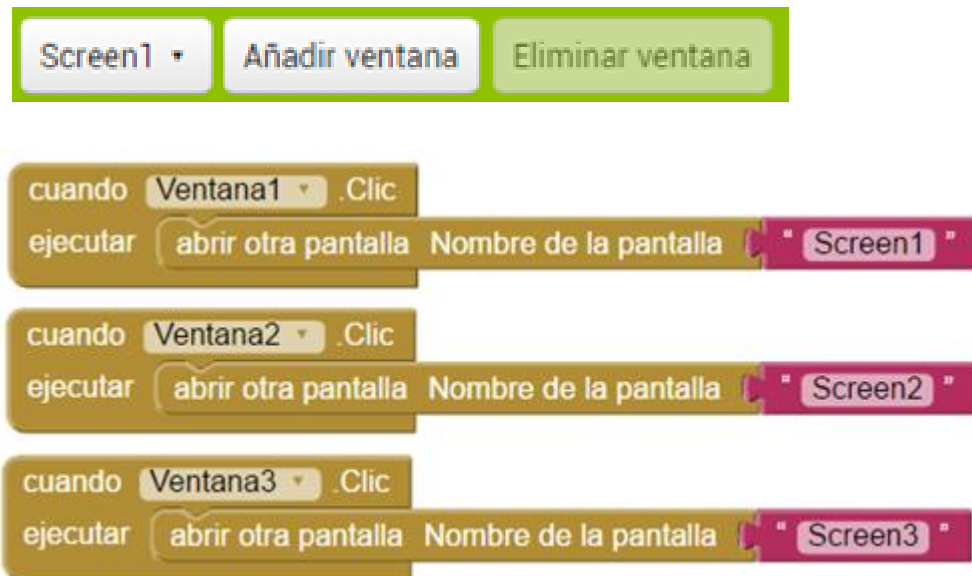 Screen1 Añadir ventana Eliminar ventana
cuando Ventana1 .Clic
ejecutar abrir otra pantalla Nombre de la pantalla " Screen1 "
cuando Ventana2 .Clic
ejecutar abrir otra pantalla Nombre de la pantalla " Screen2 "
cuando Ventana3 .Clic
ejecutar abrir otra pantalla Nombre de la pantalla " Screen3 "